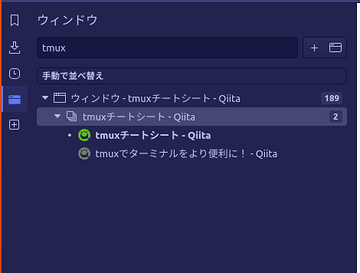 ウィンドウ
tmux
手動で並べ替え
ウィンドウ - tmuxチートシート - Qiita 189
tmuxチートシート - Qiita 2
tmuxチートシート - Qiita
tmuxでターミナルをより便利に！ - Qiita